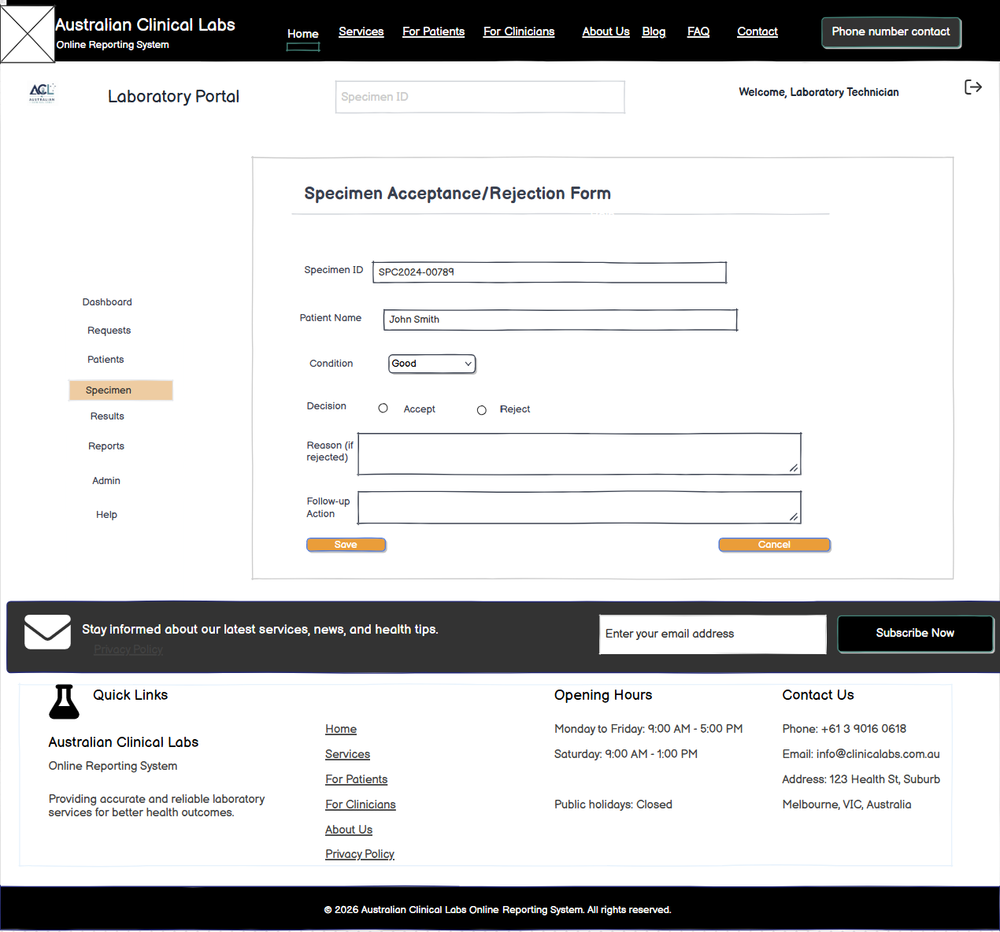 Australian Clinical Labs
Online Reporting System
Home
Services
For Patients
For Clinicians
About Us
Blog
FAQ
Contact
Phone number contact
ACL
AUSTRALIAN
Laboratory Portal
Specimen ID
Welcome, Laboratory Technician
Specimen Acceptance/Rejection Form
Specimen ID
SPC2024-00789
Patient Name
John Smith
Condition
Good
Decision
Accept
Reject
Reason (if
rejected)
Follow-up
Action
Save
Cancel
Dashboard
Requests
Patients
Specimen
Results
Reports
Admin
Help
Stay informed about our latest services, news, and health tips.
Privacy Policy
Enter your email address
Subscribe Now
Quick Links
Australian Clinical Labs
Online Reporting System
Providing accurate and reliable laboratory
services for better health outcomes.
Home
Services
For Patients
For Clinicians
About Us
Privacy Policy
Opening Hours
Monday to Friday: 9:00 AM - 5:00 PM
Saturday: 9:00 AM - 1:00 PM
Public holidays: Closed
Contact Us
Phone: +61 3 9016 0618
Email: info@clinicalabs.com.au
Address: 123 Health St, Suburb
Melbourne, VIC, Australia
© 2026 Australian Clinical Labs Online Reporting System. All rights reserved.